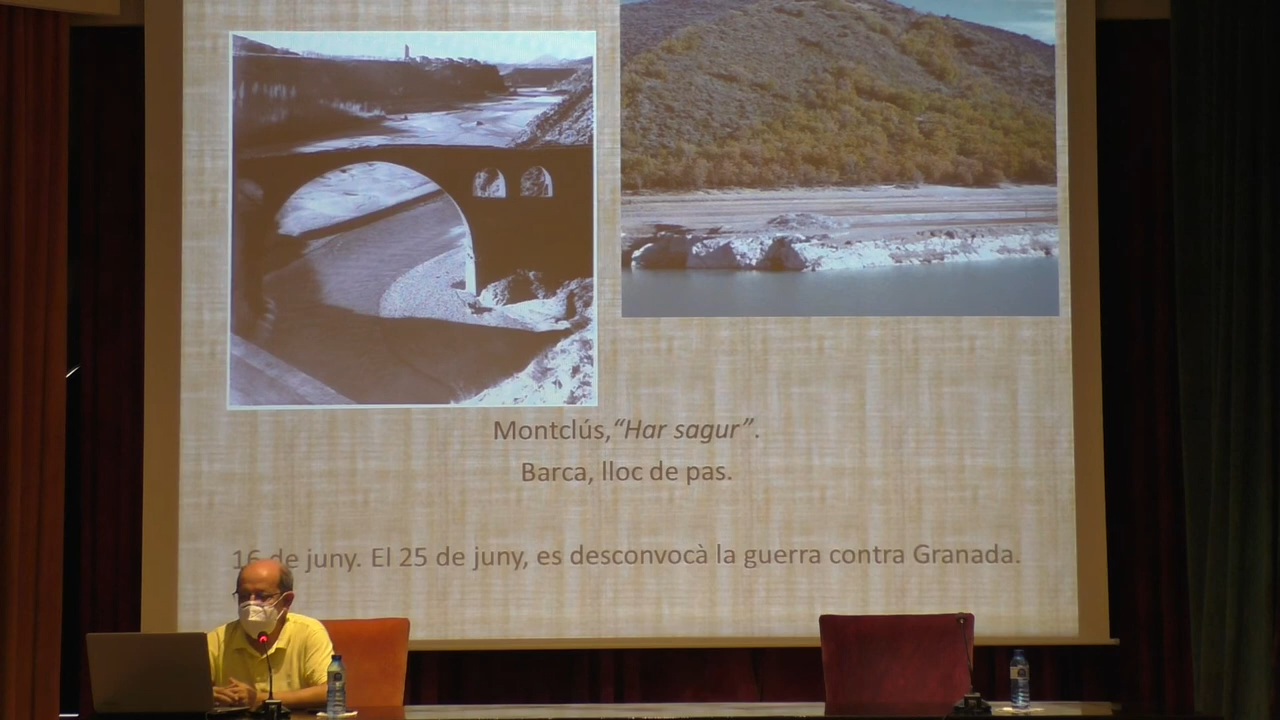 Montclús,“Har sagur”.
Barca, lloc de pas.
16 de juny. El 25 de juny, es desconvocà la guerra contra Granada.